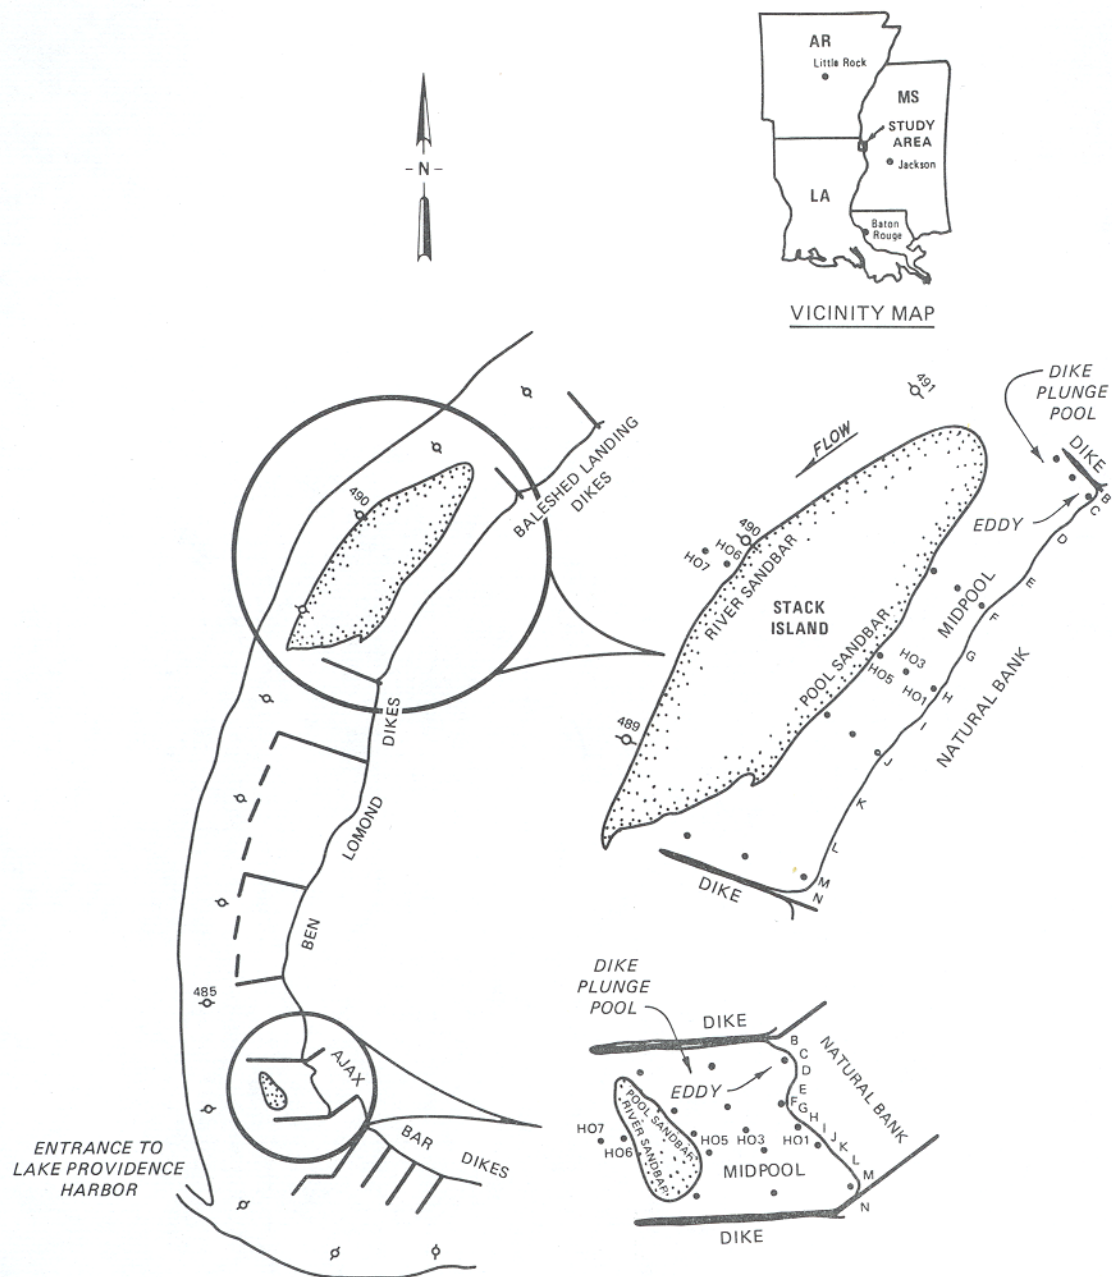 AR
Little Rock
MS
STUDY
AREA
Jackson
LA
Baton
Rouge
VICINITY MAP
- N -
491
DIKE
PLUNGE
POOL
FLOW
DIKE
EDDY
B
C
D
E
F
G
H
I
J
K
L
M
N
490
HO6
HO7
RIVER SANDBAR
STACK
ISLAND
POOL SANDBAR
MIDPOOL
HO3
HO5
HO1
NATURAL BANK
489
DIKE
BALESHED LANDING
DIKES
490
DIKES
LOMOND
BEN
485
AJAX
BAR
DIKES
ENTRANCE TO
LAKE PROVIDENCE
HARBOR
DIKE
PLUNGE
POOL
DIKE
EDDY
B
C
D
E
F
G
H
I
J
K
L
M
N
NATURAL BANK
POOL SANDBAR
RIVER SANDBAR
HO7
HO6
HO5
HO3
HO1
MIDPOOL
DIKE